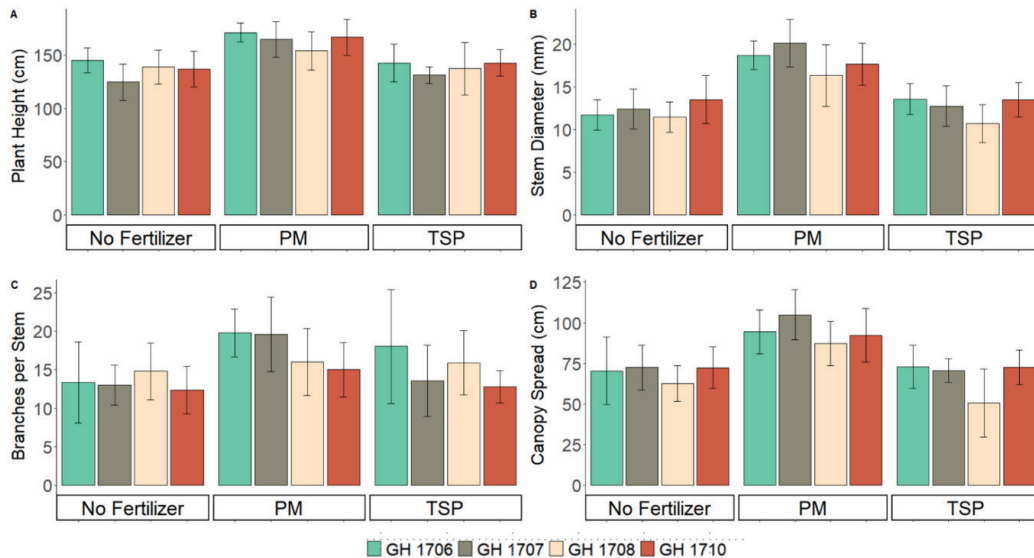 A
Plant Height (cm)
150
100
50
0
No Fertilizer PM TSP
B
Stem Diameter (mm)
20
15
10
5
0
No Fertilizer PM TSP
C
Branches per Stem
25
20
15
10
5
0
No Fertilizer PM TSP
D
Canopy Spread (cm)
125
100
75
50
25
0
No Fertilizer PM TSP
GH 1706 GH 1707 GH 1708 GH 1710